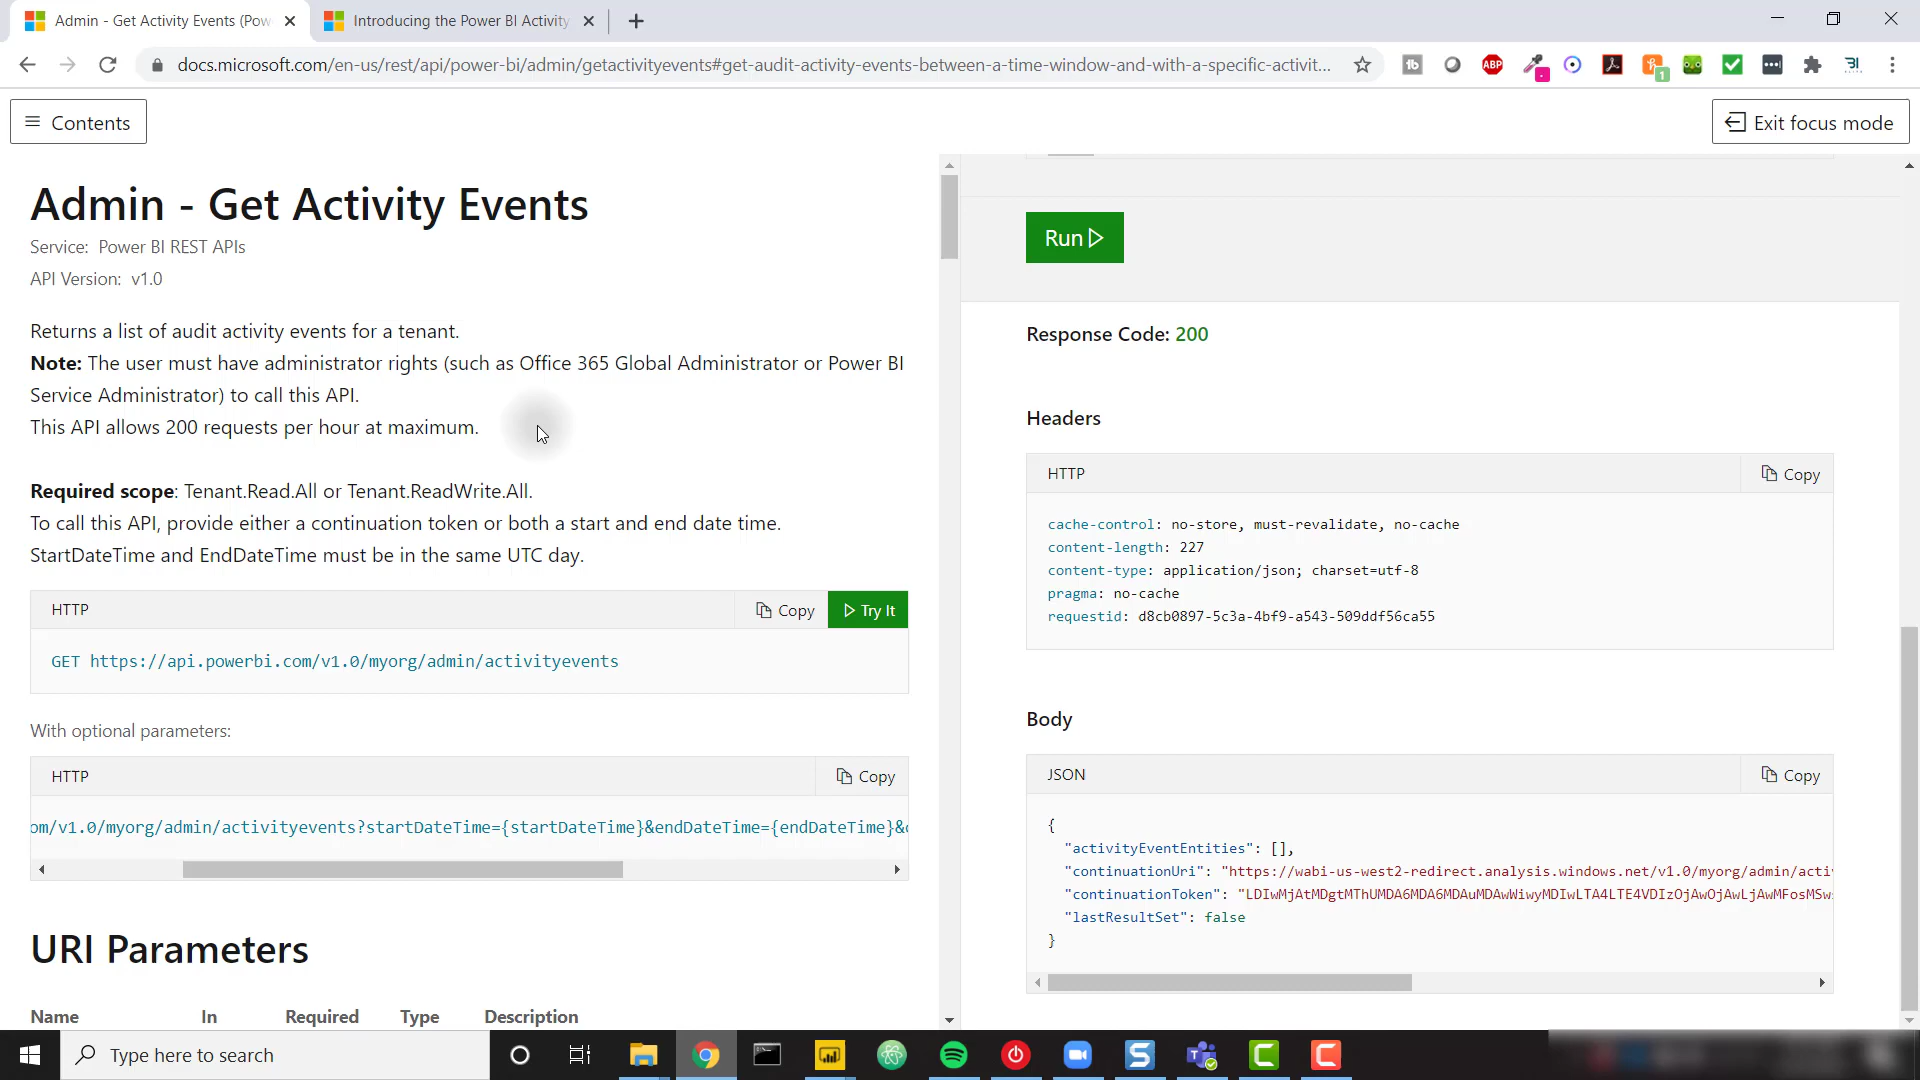 Admin - Get Activity Events (Pow
Introducing the Power BI Activity
docs.microsoft.com/en-us/rest/api/power-bi/admin/getactivityevents#get-audit-activity-events-between-a-time-window-and-with-a-specific-activit...
Contents
Exit focus mode
Admin - Get Activity Events
Service: Power BI REST APIs
API Version: v1.0
Returns a list of audit activity events for a tenant.
Note: The user must have administrator rights (such as Office 365 Global Administrator or Power BI
Service Administrator) to call this API.
This API allows 200 requests per hour at maximum.
Required scope: Tenant.Read.All or Tenant.ReadWrite.All.
To call this API, provide either a continuation token or both a start and end date time.
StartDateTime and EndDateTime must be in the same UTC day.
HTTP
Copy
Try It
GET https://api.powerbi.com/v1.0/myorg/admin/activityevents
With optional parameters:
HTTP
Copy
om/v1.0/myorg/admin/activityevents?startDateTime={startDateTime}&endDateTime={endDateTime}&c
URI Parameters
Name In Required Type Description
Run
Response Code: 200
Headers
HTTP
Copy
cache-control: no-store, must-revalidate, no-cache
content-length: 227
content-type: application/json; charset=utf-8
pragma: no-cache
requestid: d8cb0897-5c3a-4bf9-a543-509ddf56ca55
Body
JSON
Copy
{
"activityEventEntities": [],
"continuationUri": "https://wabi-us-west2-redirect.analysis.windows.net/v1.0/myorg/admin/acti
"continuationToken": "LDIwMjAtMDgtMThUMDA6MDA6MDAuMDAwWiwyMDIwLTA4LTE4VDIzOjAwOjAwLjAwMFosMSw
"lastResultSet": false
}
Type here to search